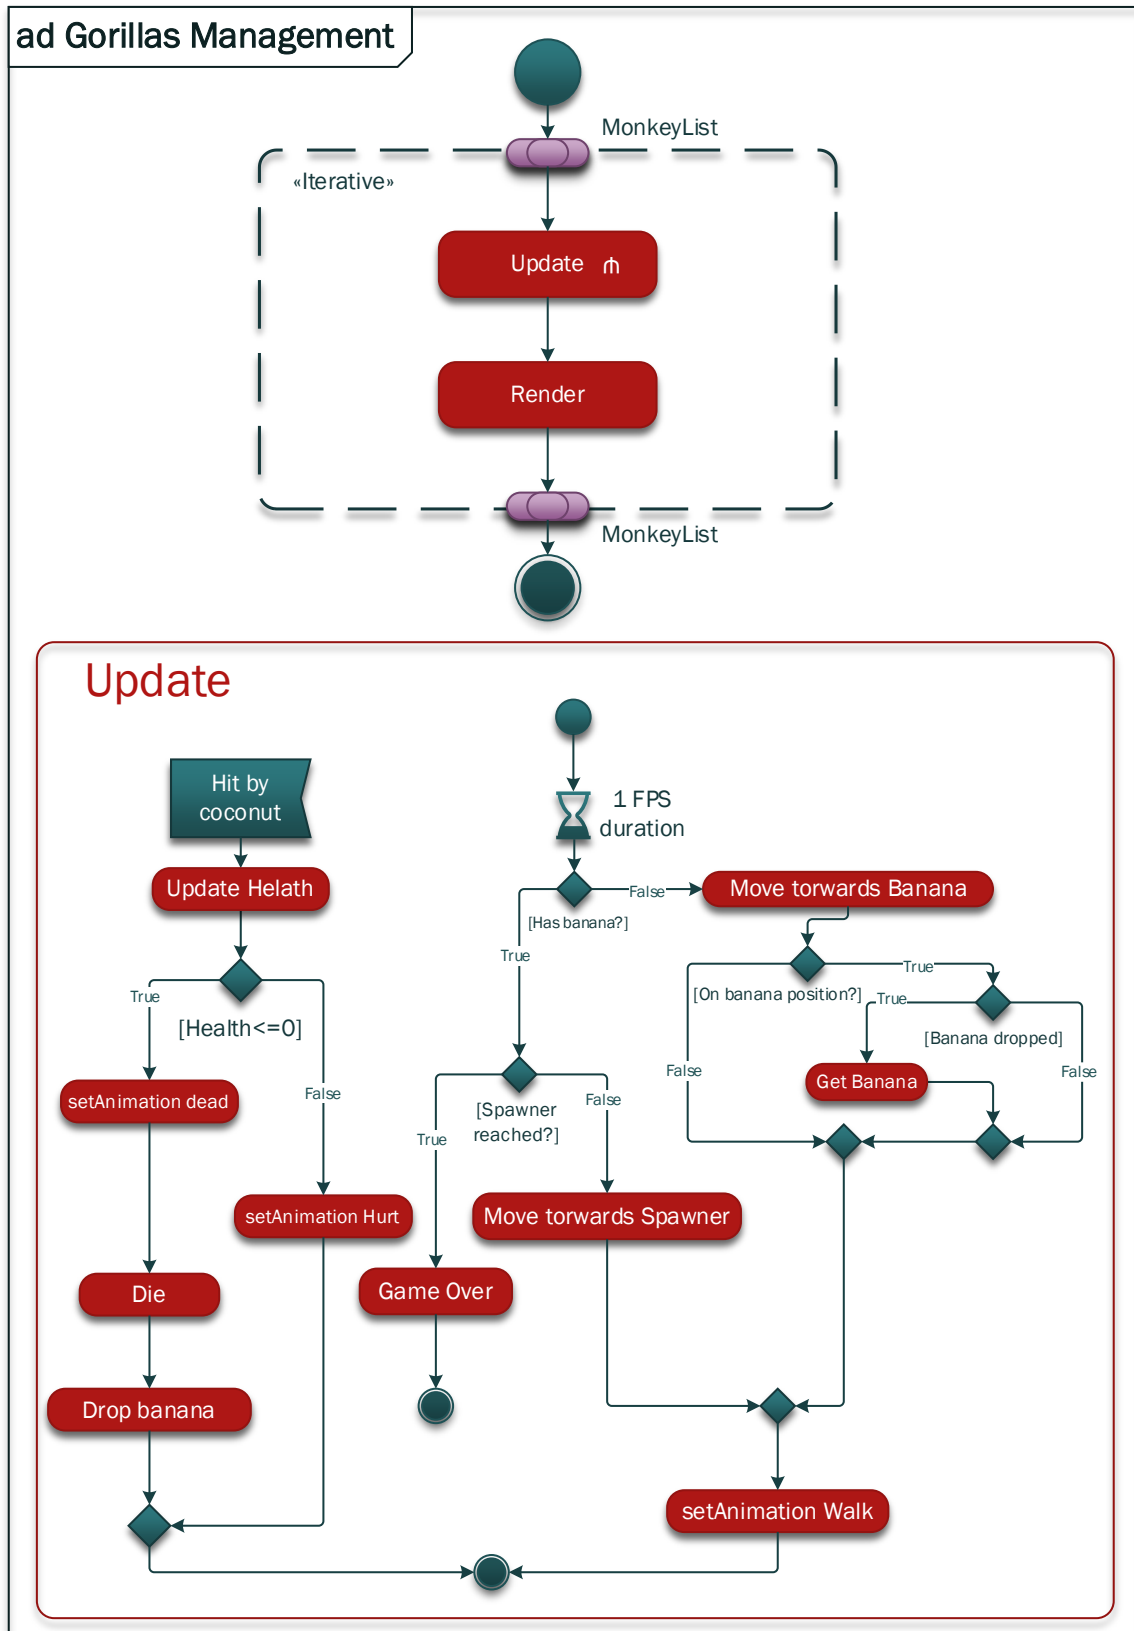 ad Gorillas Management
MonkeyList
«Iterative»
Update
Render
MonkeyList
Update
Hit by
coconut
1 FPS
duration
Update Helath
False
Move torwards Banana
[Has banana?]
True
True
[On banana position?]
True
True
[Health<=0]
[Banana dropped]
False
False
Get Banana
setAnimation dead
False
[Spawner
reached?]
False
True
setAnimation Hurt
Move torwards Spawner
Die
Game Over
Drop banana
setAnimation Walk